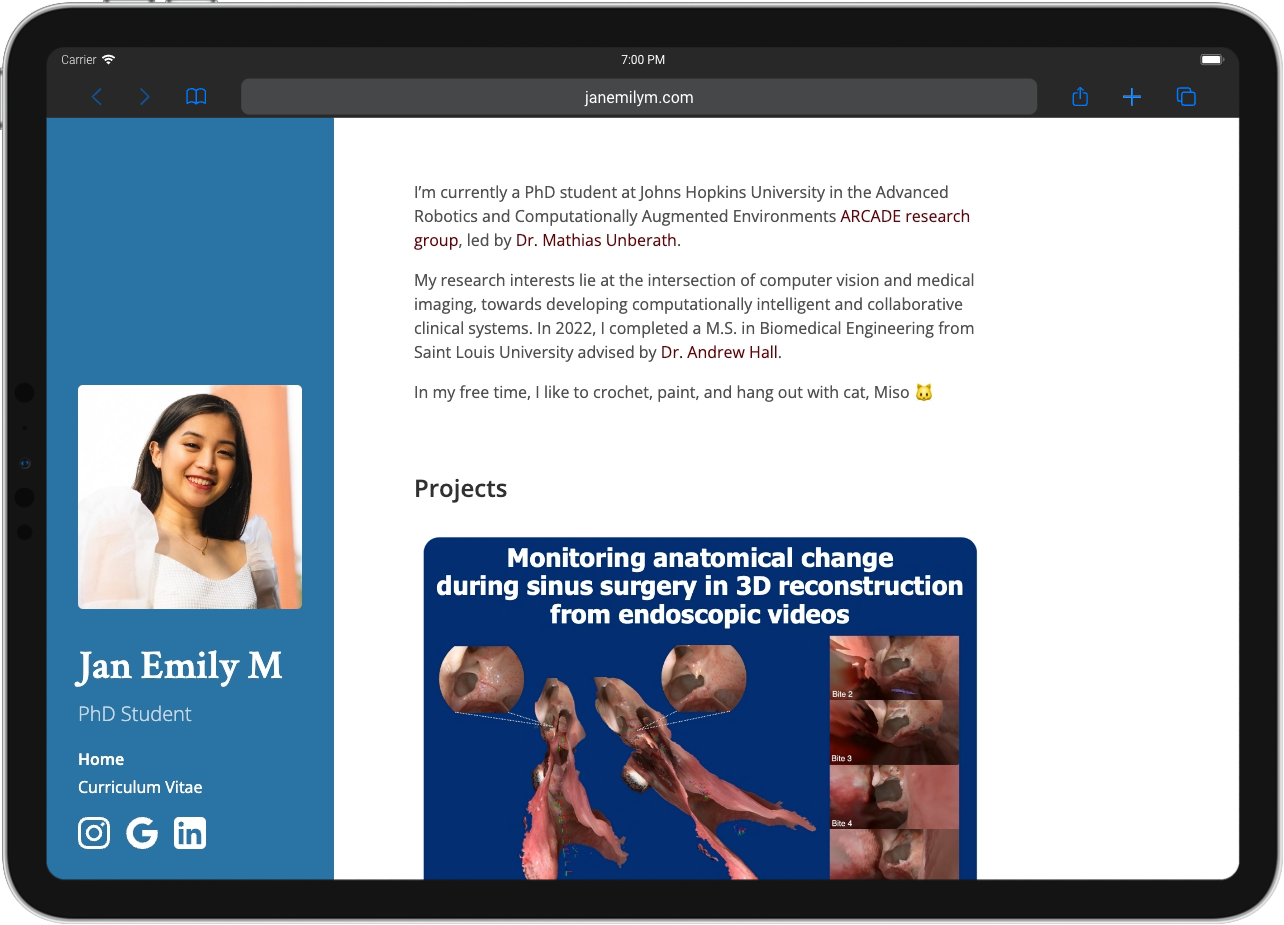 Carrier
7:00 PM
janemilym.com
Jan Emily M
PhD Student
Home
Curriculum Vitae
I’m currently a PhD student at Johns Hopkins University in the Advanced
Robotics and Computationally Augmented Environments ARCADE research
group, led by Dr. Mathias Unberath.
My research interests lie at the intersection of computer vision and medical
imaging, towards developing computationally intelligent and collaborative
clinical systems. In 2022, I completed a M.S. in Biomedical Engineering from
Saint Louis University advised by Dr. Andrew Hall.
In my free time, I like to crochet, paint, and hang out with cat, Miso 🐱
Projects
Monitoring anatomical change
during sinus surgery in 3D reconstruction
from endoscopic videos
Bite 2
Bite 3
Bite 4